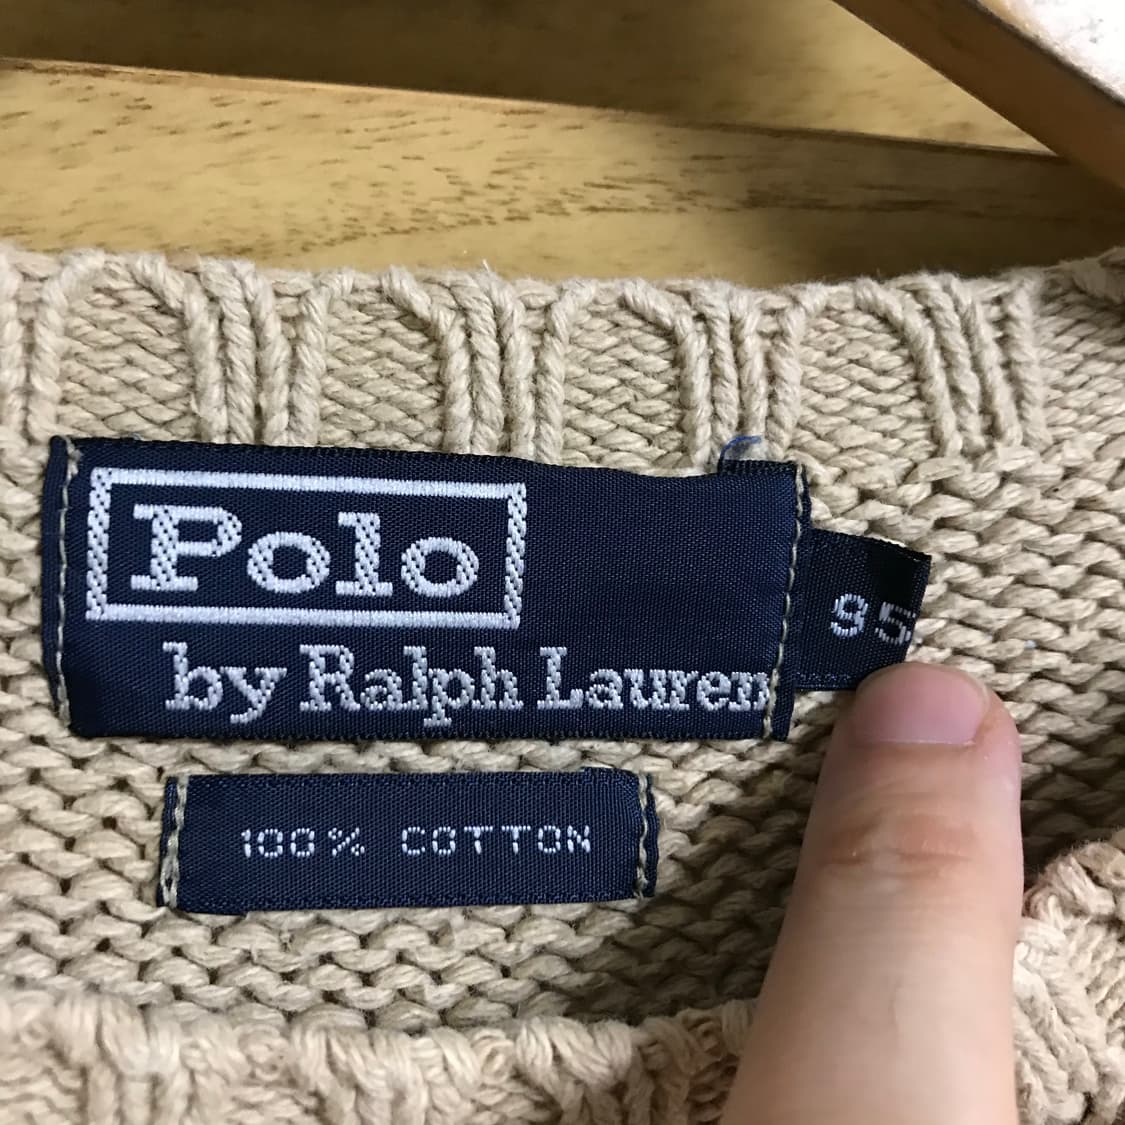 Polo
by Ralph Lauren
95
100% COTTON